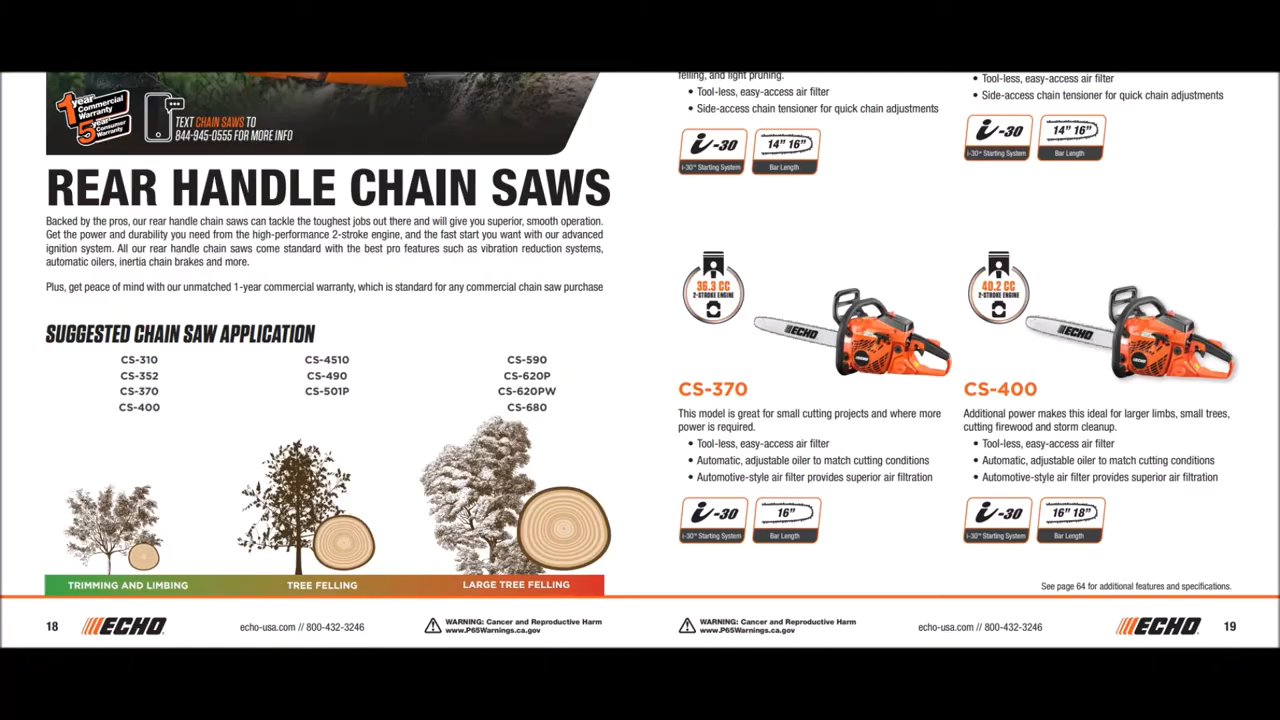 1 year Commercial Warranty
5 year Consumer Warranty
TEXT CHAIN SAWS TO
844-945-0555 FOR MORE INFO
REAR HANDLE CHAIN SAWS
Backed by the pros, our rear handle chain saws can tackle the toughest jobs out there and will give you superior, smooth operation.
Get the power and durability you need from the high-performance 2-stroke engine, and the fast start you want with our advanced
ignition system. All our rear handle chain saws come standard with the best pro features such as vibration reduction systems,
automatic oilers, inertia chain brakes and more.
Plus, get peace of mind with our unmatched 1-year commercial warranty, which is standard for any commercial chain saw purchase
SUGGESTED CHAIN SAW APPLICATION
CS-310
CS-352
CS-370
CS-400
CS-4510
CS-490
CS-501P
CS-590
CS-620P
CS-620PW
CS-680
TRIMMING AND LIMBING
TREE FELLING
LARGE TREE FELLING
18
ECHO
echo-usa.com // 800-432-3246
WARNING: Cancer and Reproductive Harm
www.P65Warnings.ca.gov
felling, and light pruning.
• Tool-less, easy-access air filter
• Side-access chain tensioner for quick chain adjustments
i-30
i-30™ Starting System
14” 16”
Bar Length
• Tool-less, easy-access air filter
• Side-access chain tensioner for quick chain adjustments
i-30
i-30™ Starting System
14” 16”
Bar Length
36.3 CC
2-STROKE ENGINE
ECHO
CS-370
This model is great for small cutting projects and where more
power is required.
• Tool-less, easy-access air filter
• Automatic, adjustable oiler to match cutting conditions
• Automotive-style air filter provides superior air filtration
i-30
i-30™ Starting System
16”
Bar Length
40.2 CC
2-STROKE ENGINE
ECHO
ECHO
CS-400
Additional power makes this ideal for larger limbs, small trees,
cutting firewood and storm cleanup.
• Tool-less, easy-access air filter
• Automatic, adjustable oiler to match cutting conditions
• Automotive-style air filter provides superior air filtration
i-30
i-30™ Starting System
16” 18”
Bar Length
See page 64 for additional features and specifications.
WARNING: Cancer and Reproductive Harm
www.P65Warnings.ca.gov
echo-usa.com // 800-432-3246
ECHO
19